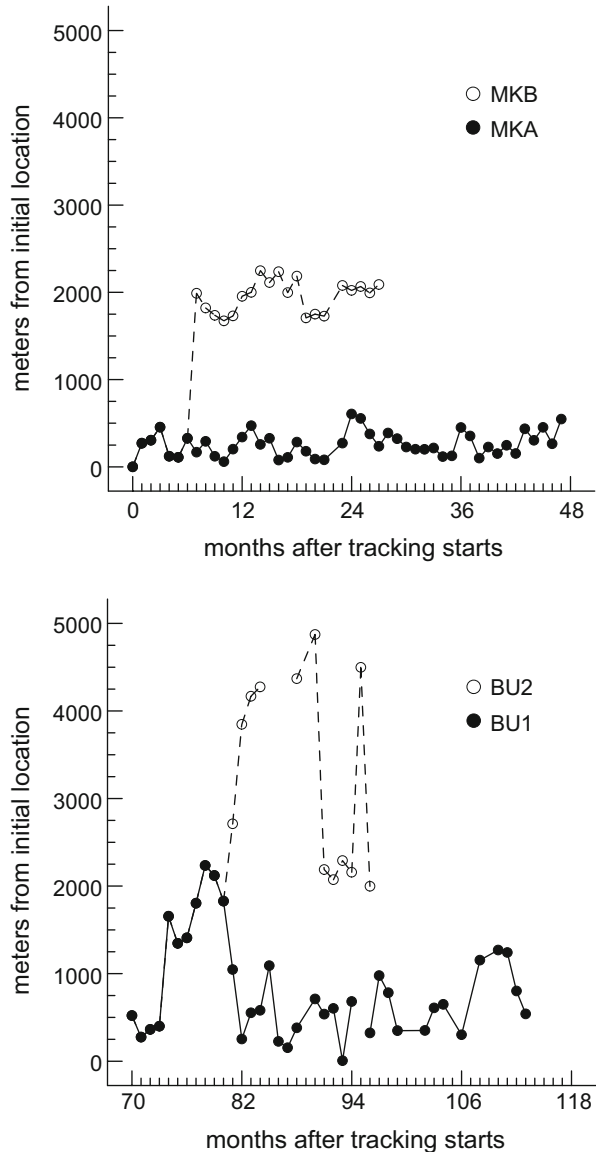 5000
4000
3000
2000
1000
0
meters from initial location
MKB
MKA
0 12 24 36 48
months after tracking starts
5000
4000
3000
2000
1000
0
meters from initial location
BU2
BU1
70 82 94 106 118
months after tracking starts